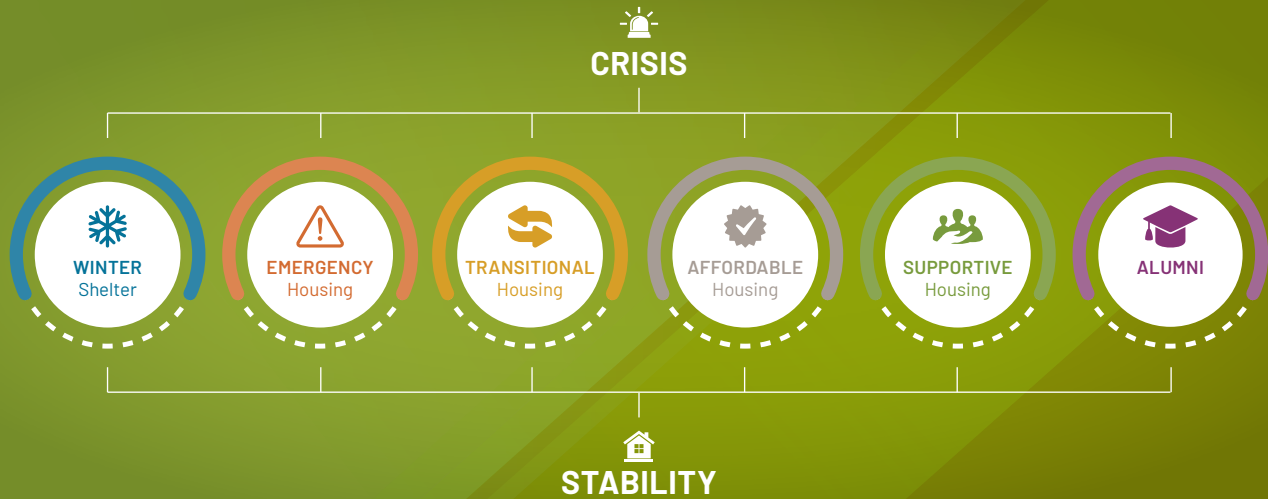 CRISIS
WINTER
Shelter
EMERGENCY
Housing
TRANSITIONAL
Housing
AFFORDABLE
Housing
SUPPORTIVE
Housing
ALUMNI
STABILITY